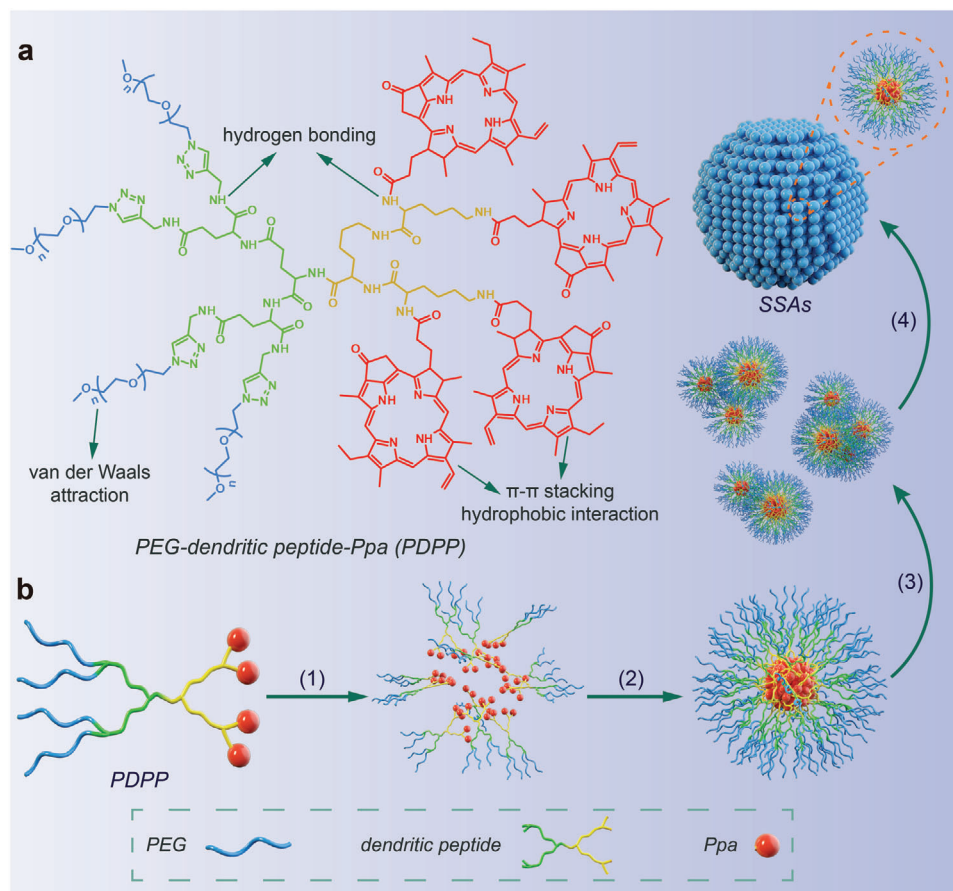 a
hydrogen bonding
van der Waals
attraction
π-π stacking
hydrophobic interaction
PEG-dendritic peptide-Ppa (PDPP)
SSAs
(4)
(3)
b
(1)
(2)
PDPP
PEG
dendritic peptide
Ppa